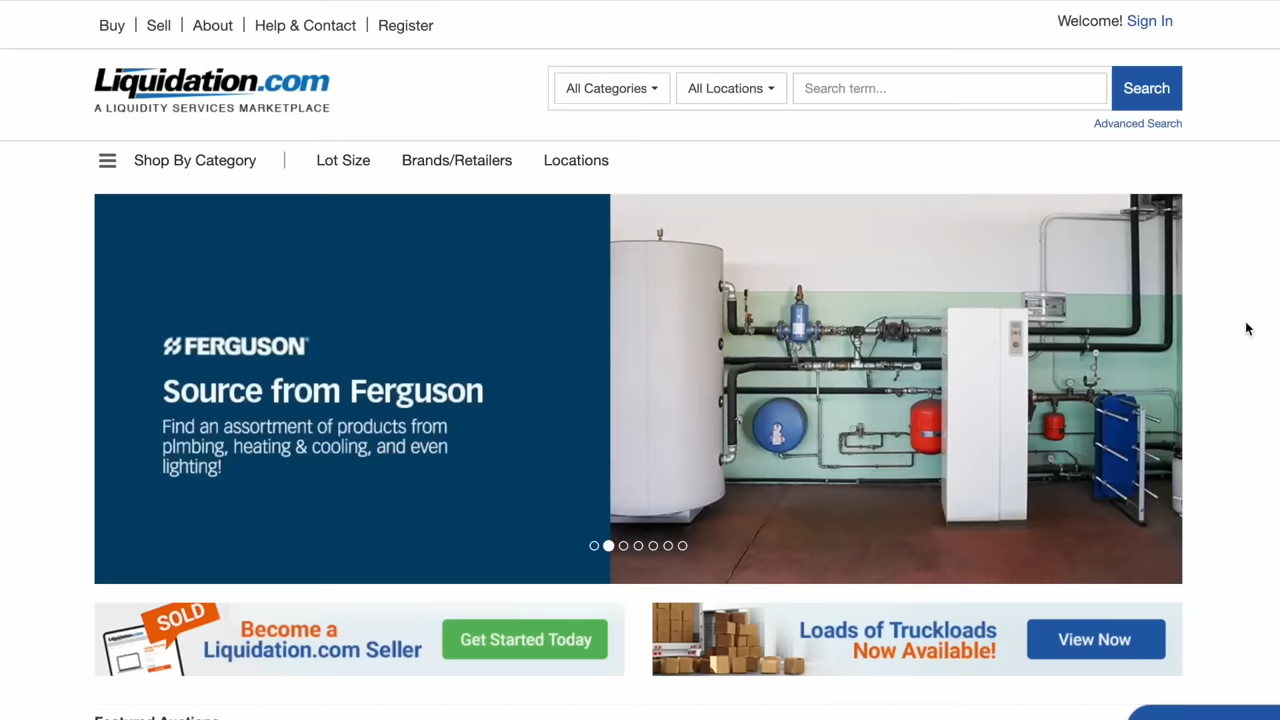 Buy | Sell | About | Help & Contact | Register
Welcome! Sign In
Liquidation.com
A LIQUIDITY SERVICES MARKETPLACE
All Categories
All Locations
Search term...
Search
Advanced Search
Shop By Category | Lot Size Brands/Retailers Locations
FERGUSON
Source from Ferguson
Find an assortment of products from
plmbing, heating & cooling, and even
lighting!
SOLD
Become a
Liquidation.com Seller
Get Started Today
Loads of Truckloads
Now Available!
View Now
Featured Auctions